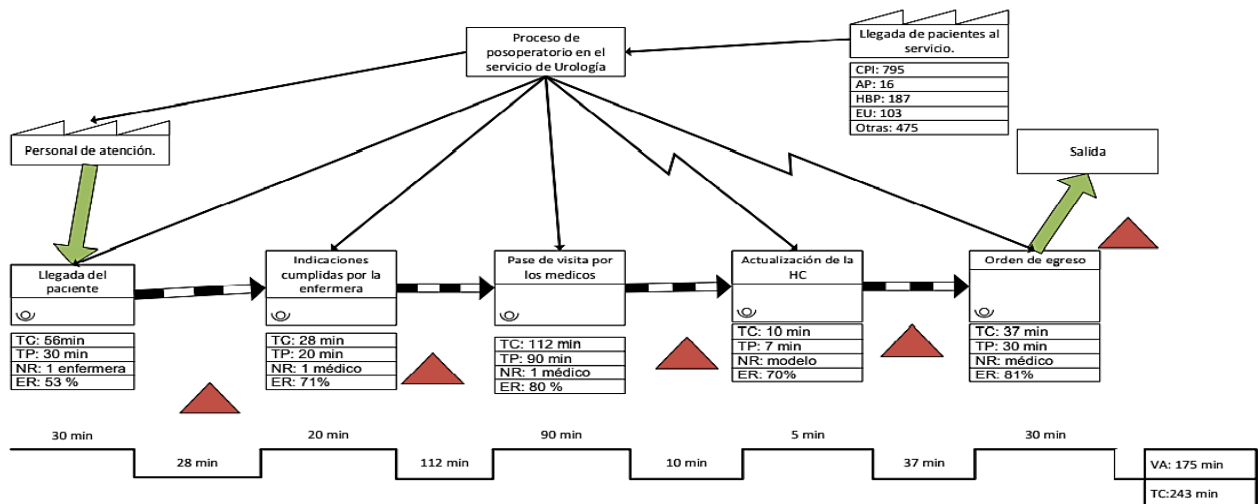 Proceso de
posoperatorio en el
servicio de Urología
Llegada de pacientes al
servicio.
CPI: 795
AP: 16
HBP: 187
EU: 103
Otras: 475
Personal de atención.
Salida
Llegada del
paciente
TC: 56min
TP: 30 min
NR: 1 enfermera
ER: 53 %
Indicaciones
cumplidas por la
enfermera
TC: 28 min
TP: 20 min
NR: 1 médico
ER: 71%
Pase de visita por
los medicos
TC: 112 min
TP: 90 min
NR: 1 médico
ER: 80 %
Actualización de la
HC
TC: 10 min
TP: 7 min
NR: modelo
ER: 70%
Orden de egreso
TC: 37 min
TP: 30 min
NR: médico
ER: 81%
30 min
28 min
20 min
112 min
90 min
10 min
5 min
37 min
30 min
VA: 175 min
TC:243 min